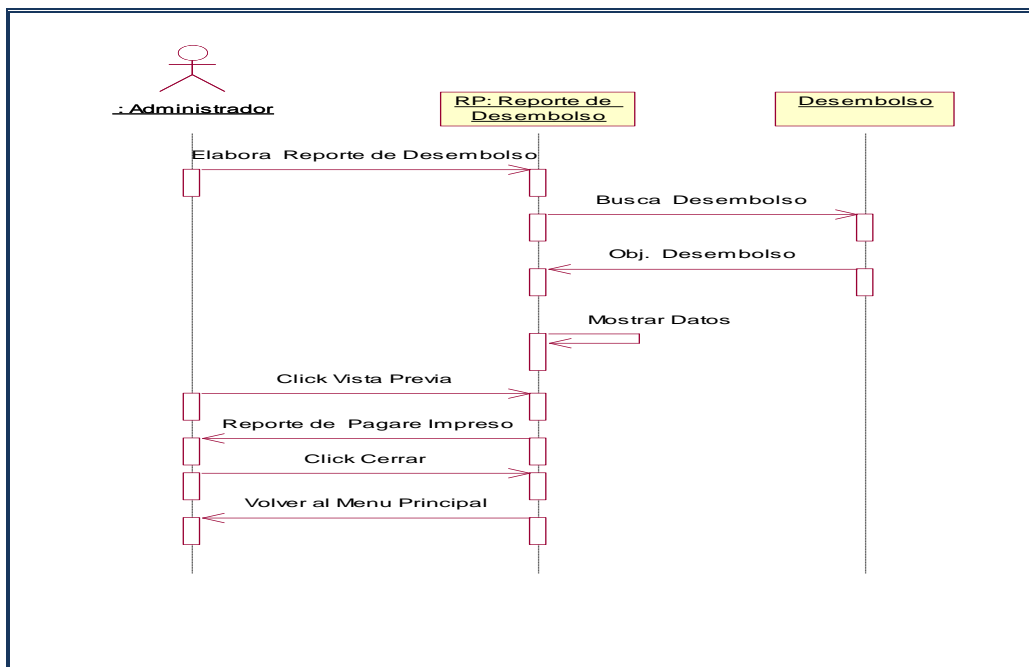 : Administrador
RP: Reporte de
Desembolso
Desembolso
Elabora Reporte de Desembolso
Busca Desembolso
Obj. Desembolso
Mostrar Datos
Click Vista Previa
Reporte de Pagare Impreso
Click Cerrar
Volver al Menu Principal